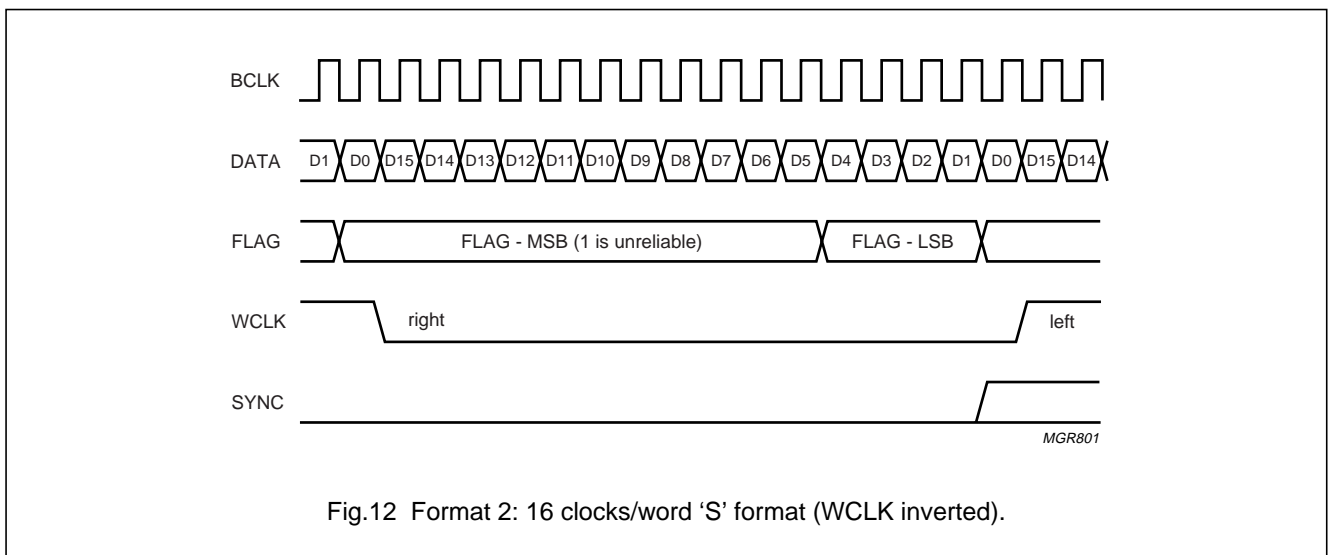 BCLK
DATA D1 D0 D15 D14 D13 D12 D11 D10 D9 D8 D7 D6 D5 D4 D3 D2 D1 D0 D15 D14
FLAG FLAG - MSB (1 is unreliable) FLAG - LSB
WCLK right left
SYNC
MGR801
Fig.12 Format 2: 16 clocks/word ‘S’ format (WCLK inverted).